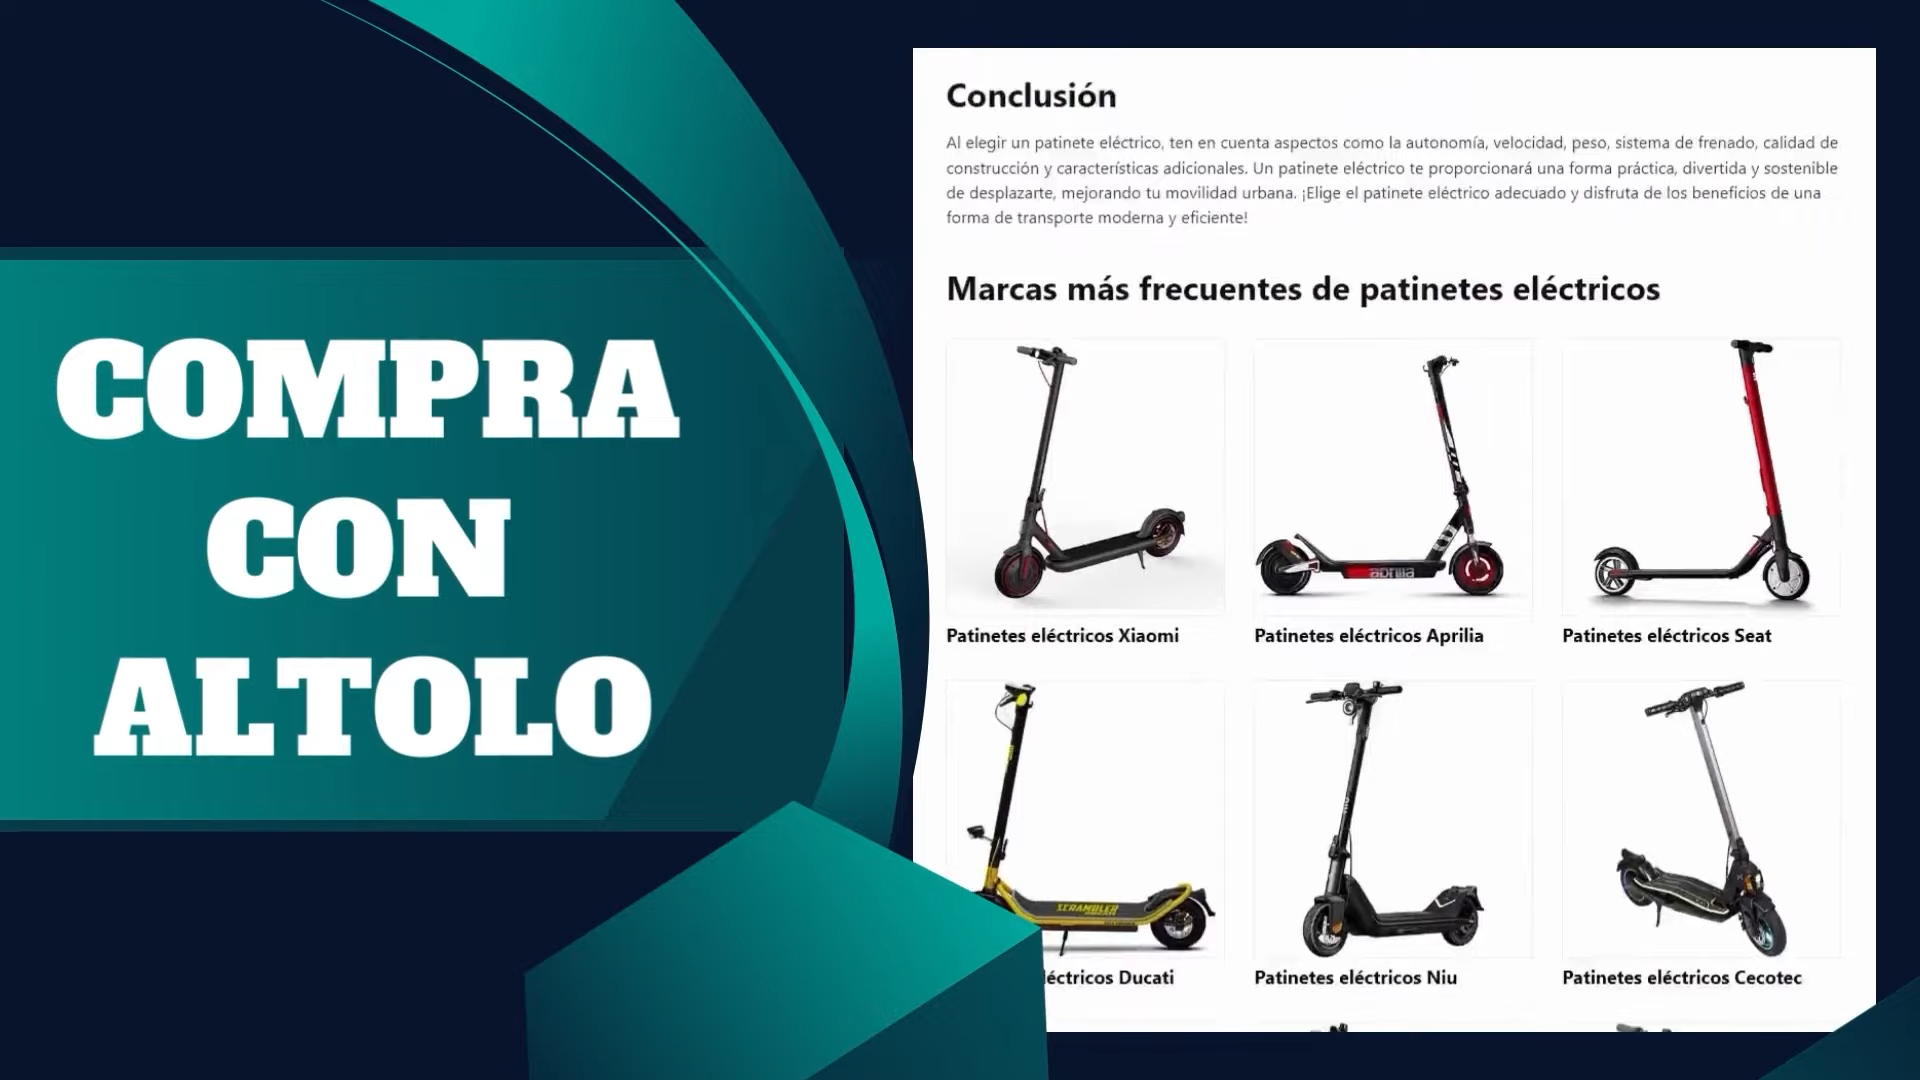 COMPRA
CON
ALTOLO
Conclusión
Al elegir un patinete eléctrico, ten en cuenta aspectos como la autonomía, velocidad, peso, sistema de frenado, calidad de
construcción y características adicionales. Un patinete eléctrico te proporcionará una forma práctica, divertida y sostenible
de desplazarte, mejorando tu movilidad urbana. ¡Elige el patinete eléctrico adecuado y disfruta de los beneficios de una
forma de transporte moderna y eficiente!
Marcas más frecuentes de patinetes eléctricos
aprilia
Patinetes eléctricos Xiaomi
Patinetes eléctricos Aprilia
Patinetes eléctricos Seat
SCRAMBLER
léctricos Ducati
Patinetes eléctricos Niu
Patinetes eléctricos Cecotec